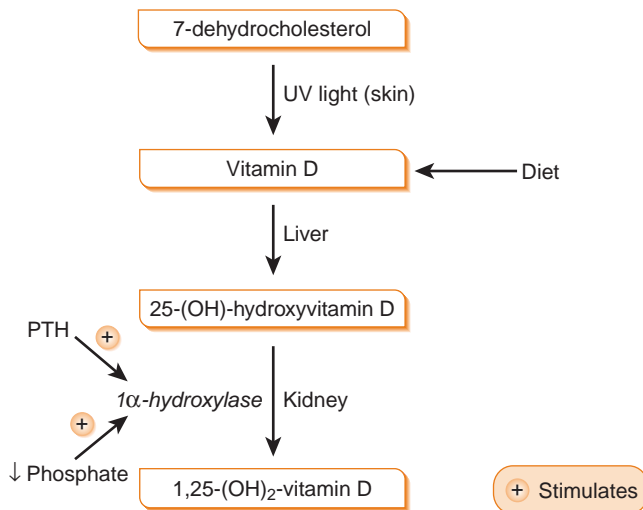 7-dehydrocholesterol
UV light (skin)
Vitamin D
Diet
Liver
25-(OH)-hydroxyvitamin D
PTH
+
1α-hydroxylase
Kidney
+
↓ Phosphate
1,25-(OH)₂-vitamin D
+ Stimulates